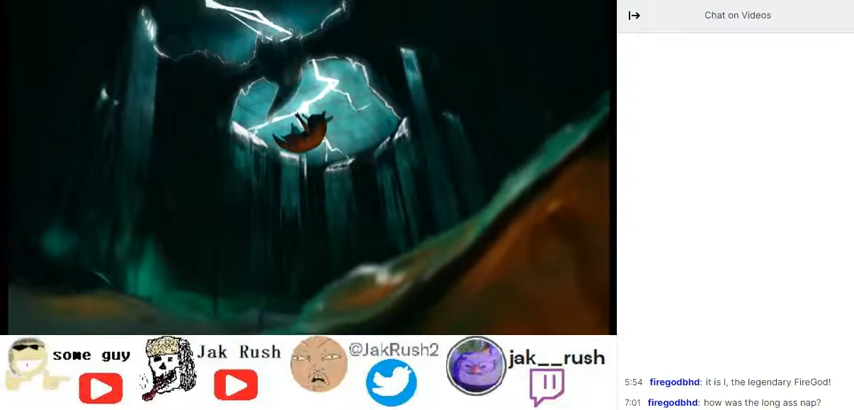 Chat on Videos
some guy
Jak Rush
@JakRush2
jak__rush
5:54 firegodbhd: it is I, the legendary FireGod!
7:01 firegodbhd: how was the long ass nap?